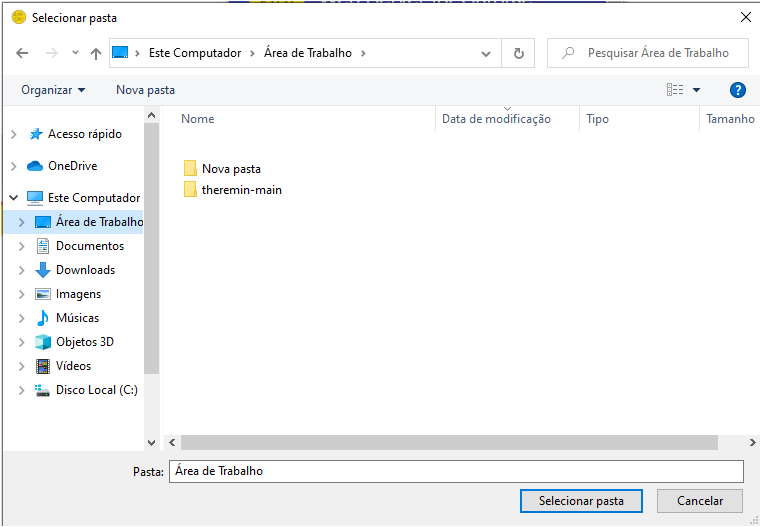 Selecionar pasta
Este Computador
Área de Trabalho
Pesquisar Área de Trabalho
Organizar
Nova pasta
?
Nome
Data de modificação
Tipo
Tamanho
Acesso rápido
OneDrive
Este Computador
Área de Trabalho
Documentos
Downloads
Imagens
Músicas
Objetos 3D
Vídeos
Disco Local (C:)
Nova pasta
theremin-main
Pasta: Área de Trabalho
Selecionar pasta
Cancelar